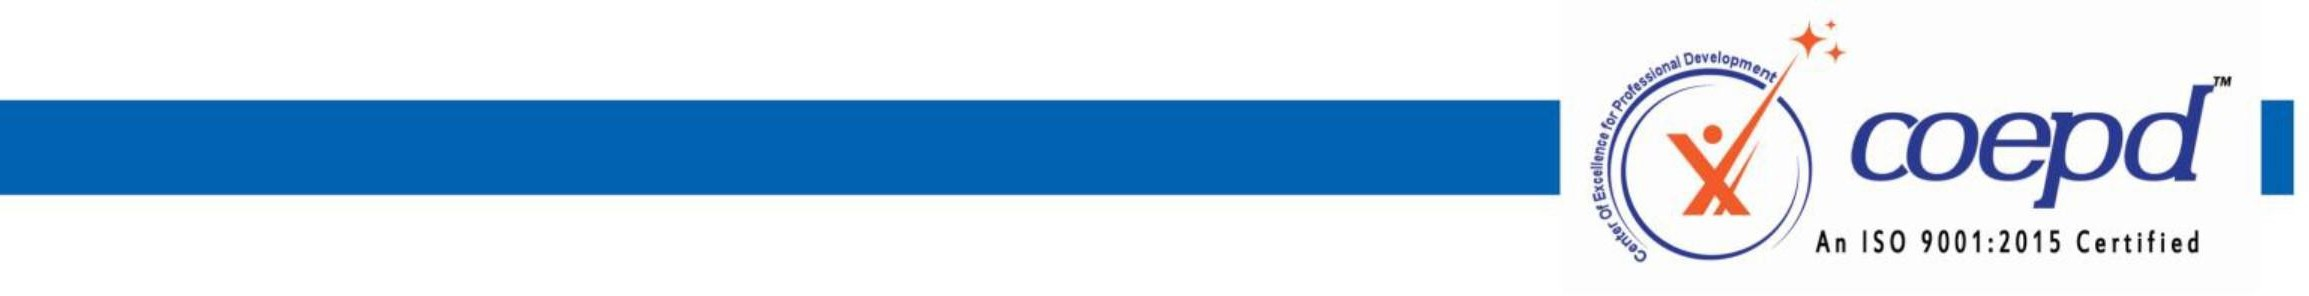 Center Of Excellence for Professional Development
coepd™
An ISO 9001:2015 Certified